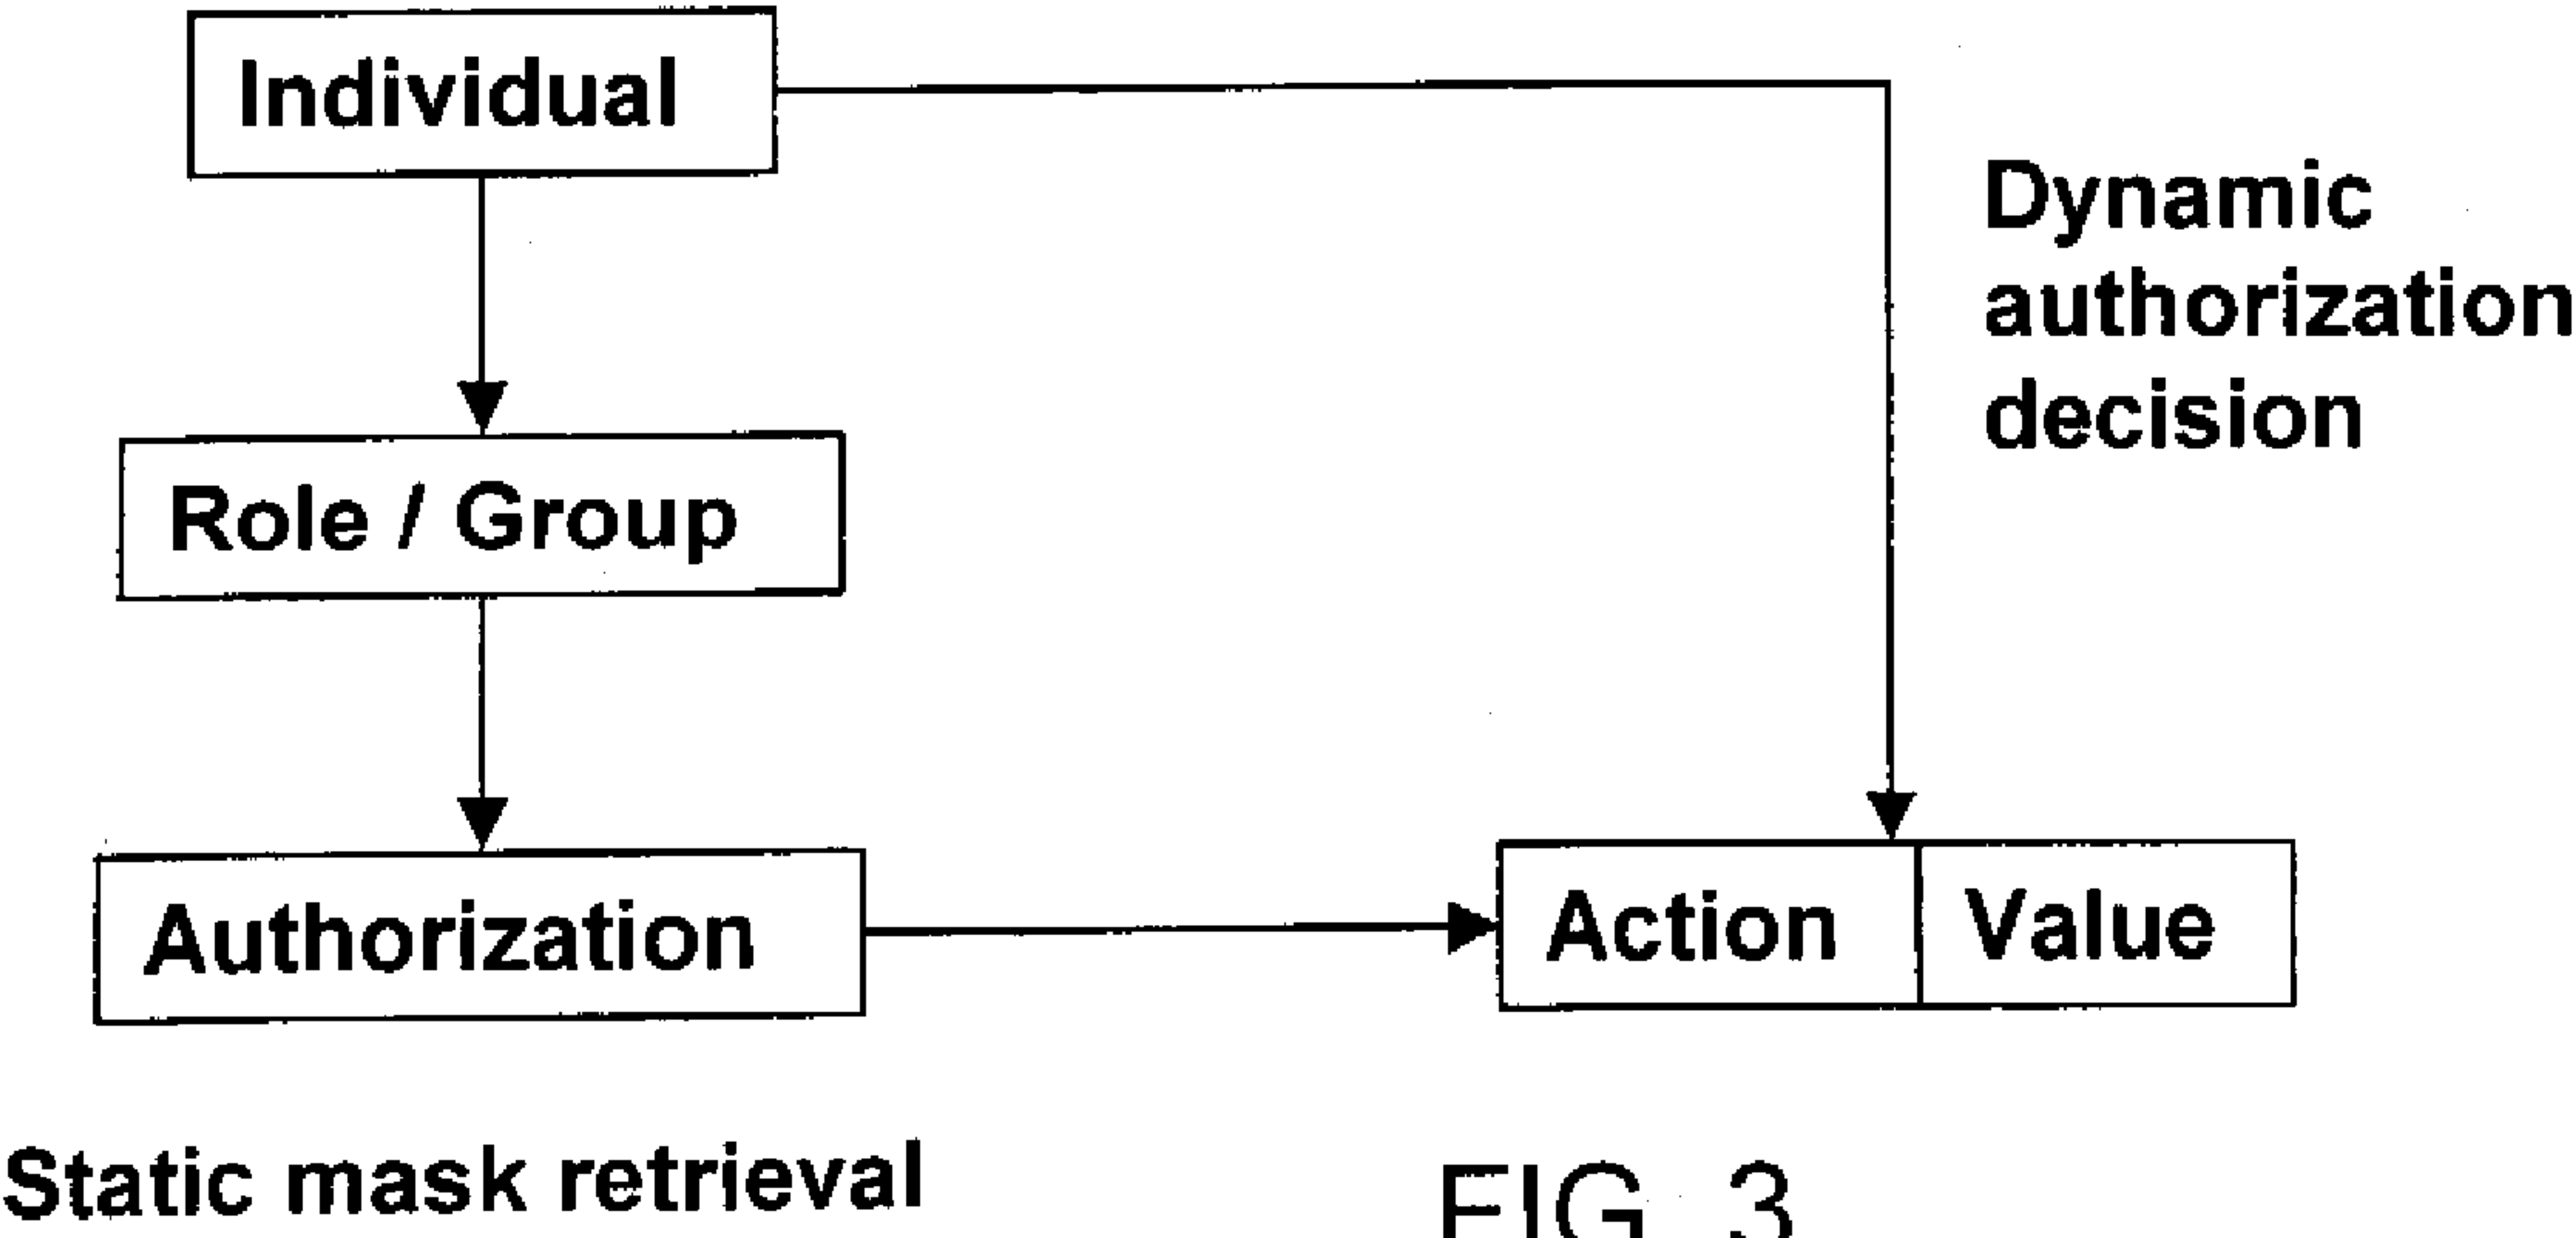 Individual
Dynamic
authorization
decision
Role / Group
Authorization
Action
Value
Static mask retrieval
FIG. 3